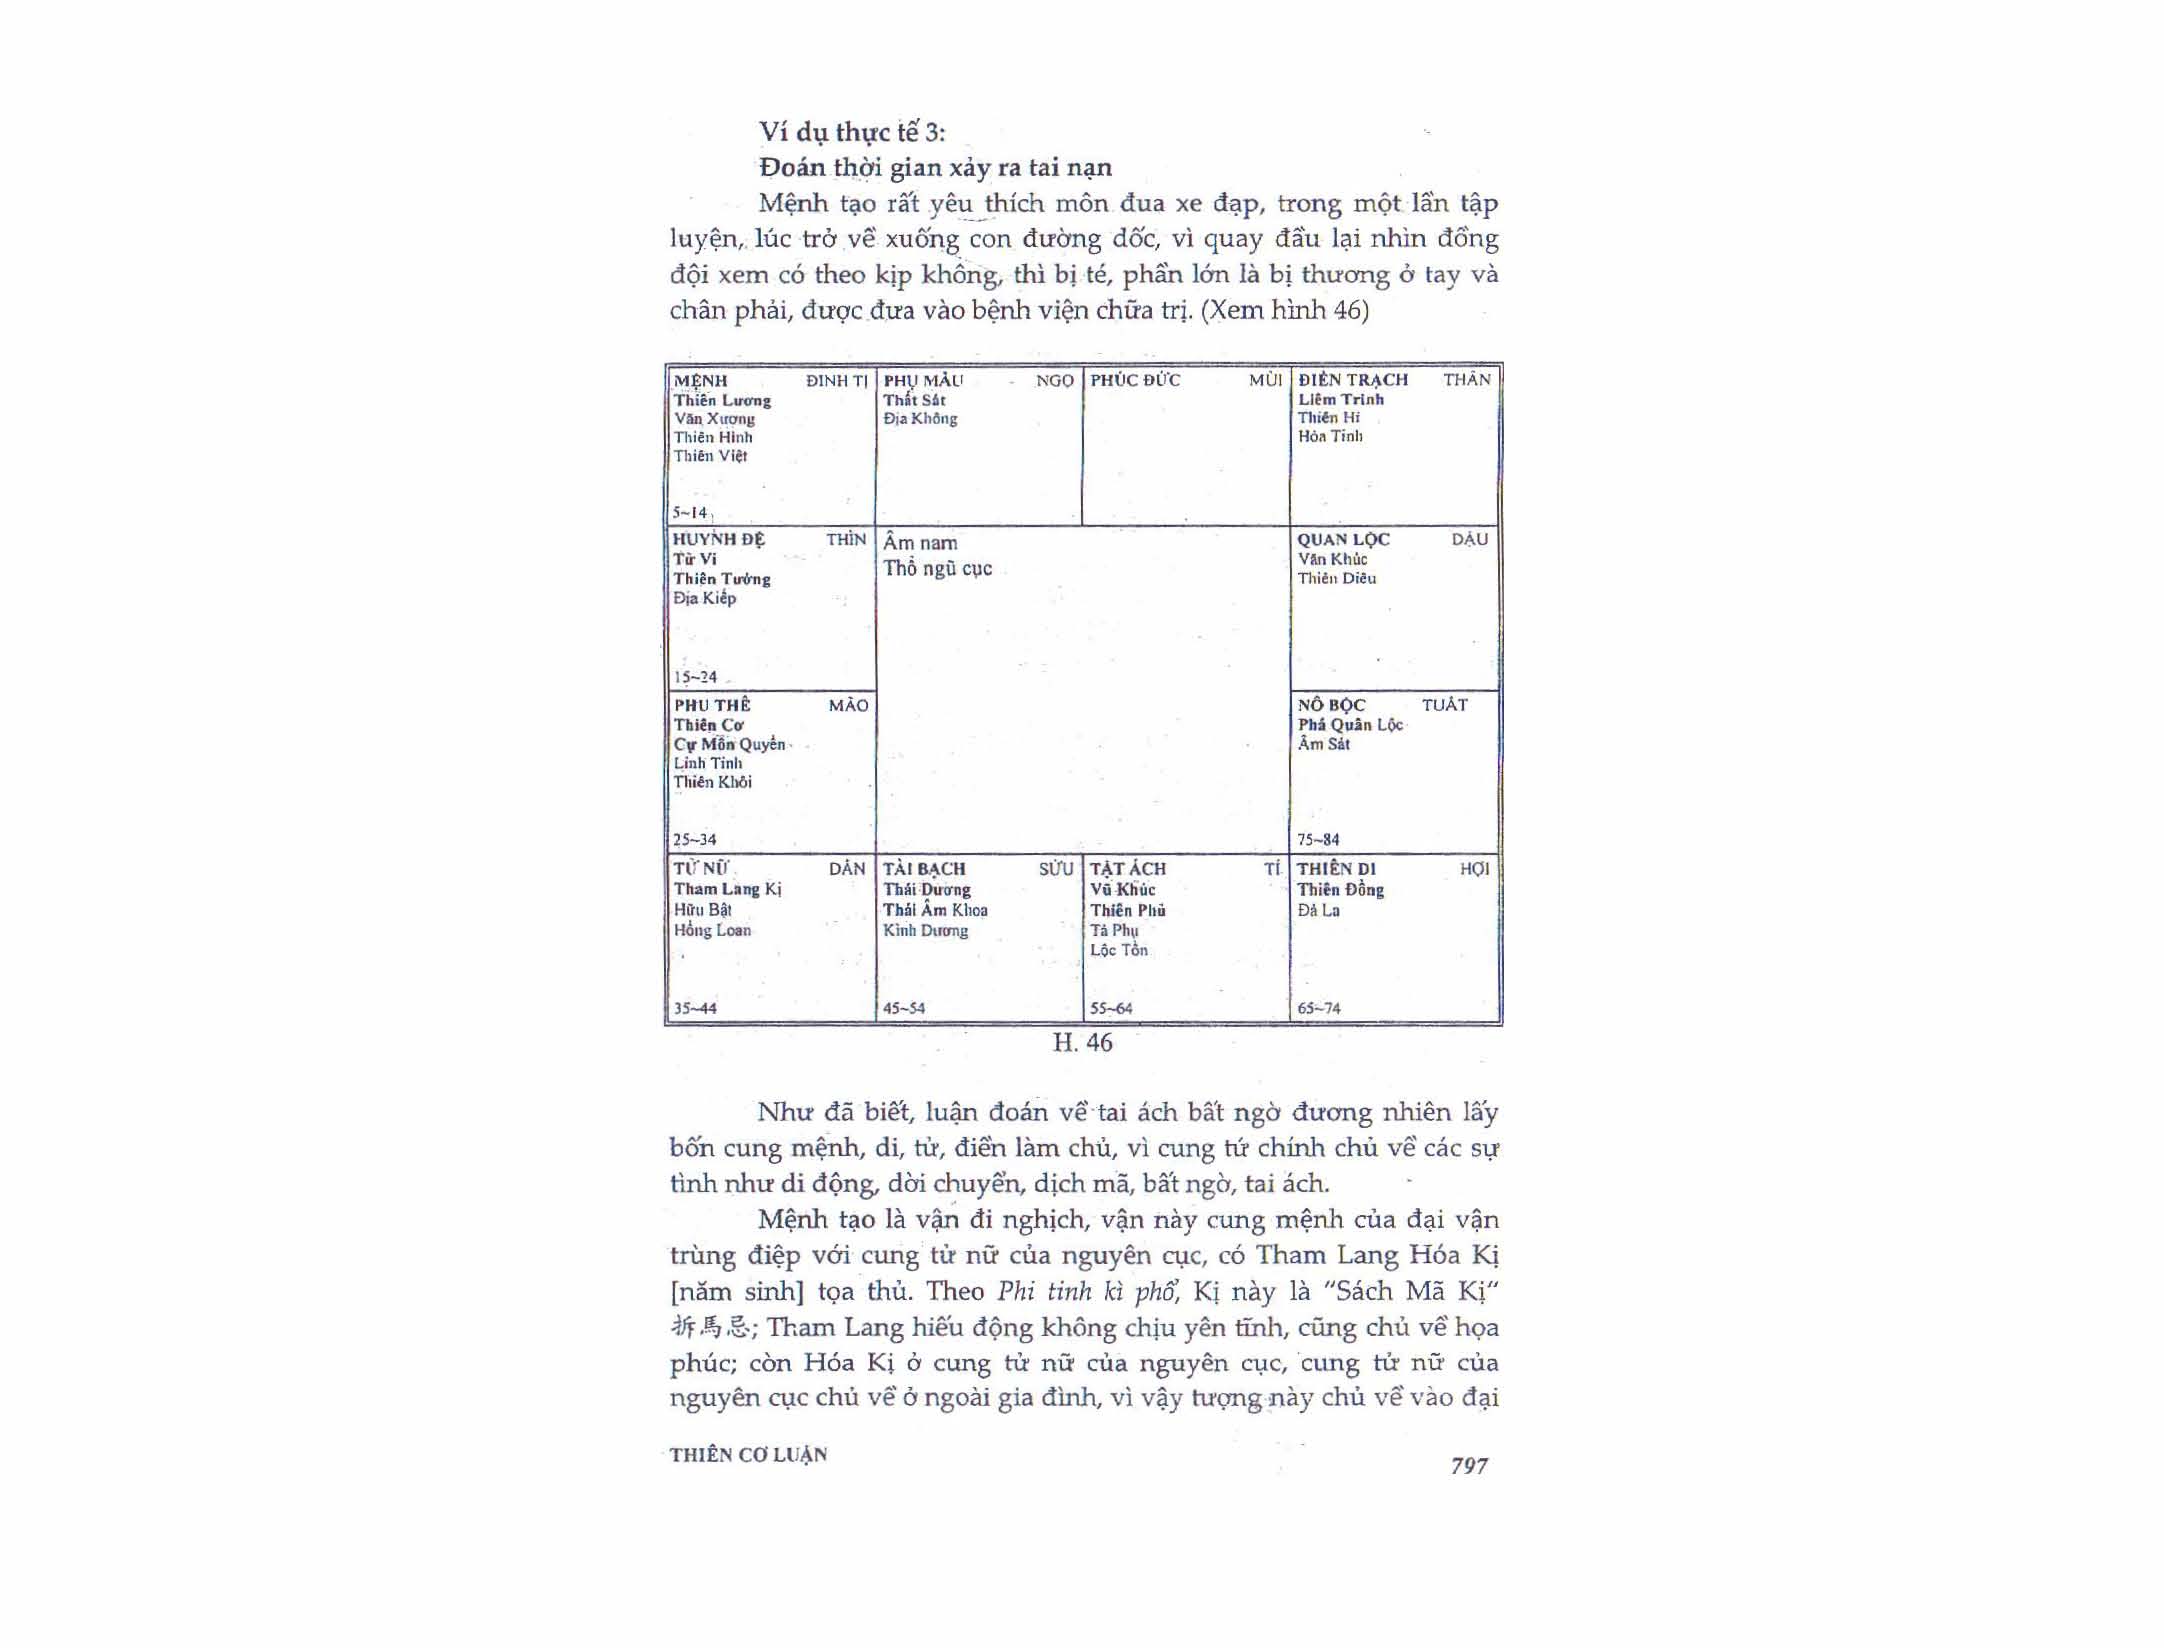 Ví dụ thực tế 3:
Đoán thời gian xảy ra tai nạn
Mệnh tạo rất yêu thích môn đua xe đạp, trong một lần tập
luyện, lúc trở về xuống con đường dốc, vì quay đầu lại nhìn đồng
đội xem có theo kịp không, thì bị té, phần lớn là bị thương ở tay và
chân phải, được đưa vào bệnh viện chữa trị. (Xem hình 46)
MỆNH ĐINH TỊ
Thiên Lương
Văn Xương
Thiên Hình
Thiên Việt
5~14
PHỤ MẪU NGỌ
Thất Sát
Địa Không
PHÚC ĐỨC MÙI
ĐIỀN TRẠCH THÂN
Liêm Trinh
Thiên Hỉ
Hỏa Tinh
HUYNH ĐỆ THÌN
Tử Vi
Thiên Tướng
Địa Kiếp
15~24
Âm nam
Thổ ngũ cục
QUAN LỘC DẬU
Văn Khúc
Thiên Diêu
PHU THÊ MÃO
Thiên Cơ
Cự Môn Quyền
Linh Tinh
Thiên Khôi
25~34
NÔ BỘC TUẤT
Phá Quân Lộc
Âm Sát
75~84
TỬ NỮ DẦN
Tham Lang Kị
Hữu Bật
Hồng Loan
35~44
TÀI BẠCH SỬU
Thái Dương
Thái Âm Khoa
Kình Dương
45~54
TẬT ÁCH TÍ
Vũ Khúc
Thiên Phủ
Tả Phụ
Lộc Tồn
55~64
THIÊN DI HỢI
Thiên Đồng
Đà La
65~74
H. 46
Như đã biết, luận đoán về tai ách bất ngờ đương nhiên lấy
bốn cung mệnh, di, tử, điền làm chủ, vì cung tứ chính chủ về các sự
tình như di động, dời chuyển, dịch mã, bất ngờ, tai ách.
Mệnh tạo là vận đi nghịch, vận này cung mệnh của đại vận
trùng điệp với cung tử nữ của nguyên cục, có Tham Lang Hóa Kị
[năm sinh] tọa thủ. Theo Phi tinh kì phổ, Kị này là "Sách Mã Kị"
拆馬忌; Tham Lang hiếu động không chịu yên tĩnh, cũng chủ về họa
phúc; còn Hóa Kị ở cung tử nữ của nguyên cục, cung tử nữ của
nguyên cục chủ về ở ngoài gia đình, vì vậy tượng này chủ về vào đại
THIÊN CƠ LUẬN
797